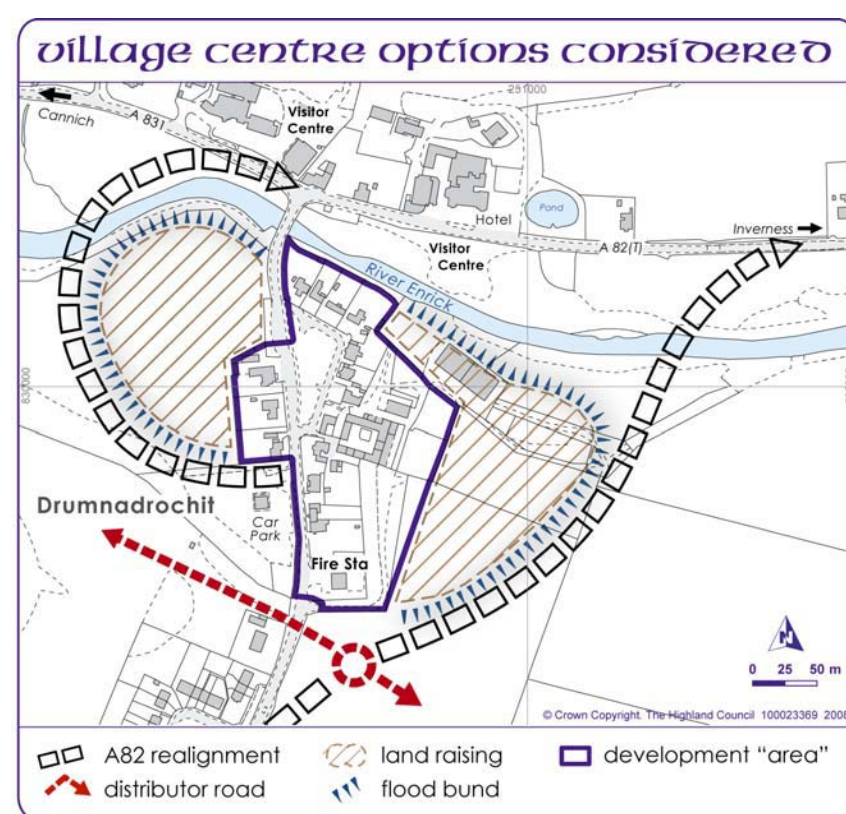 village centre options considered
251000
Cannich
A 831
Visitor
Centre
Hotel
Pond
Inverness
A 82(T)
Visitor
Centre
River Enrick
830000
Drumnadrochit
Car
Park
Fire Sta
N
0 25 50 m
© Crown Copyright. The Highland Council 100023369 2008
A82 realignment
land raising
development "area"
distributor road
flood bund